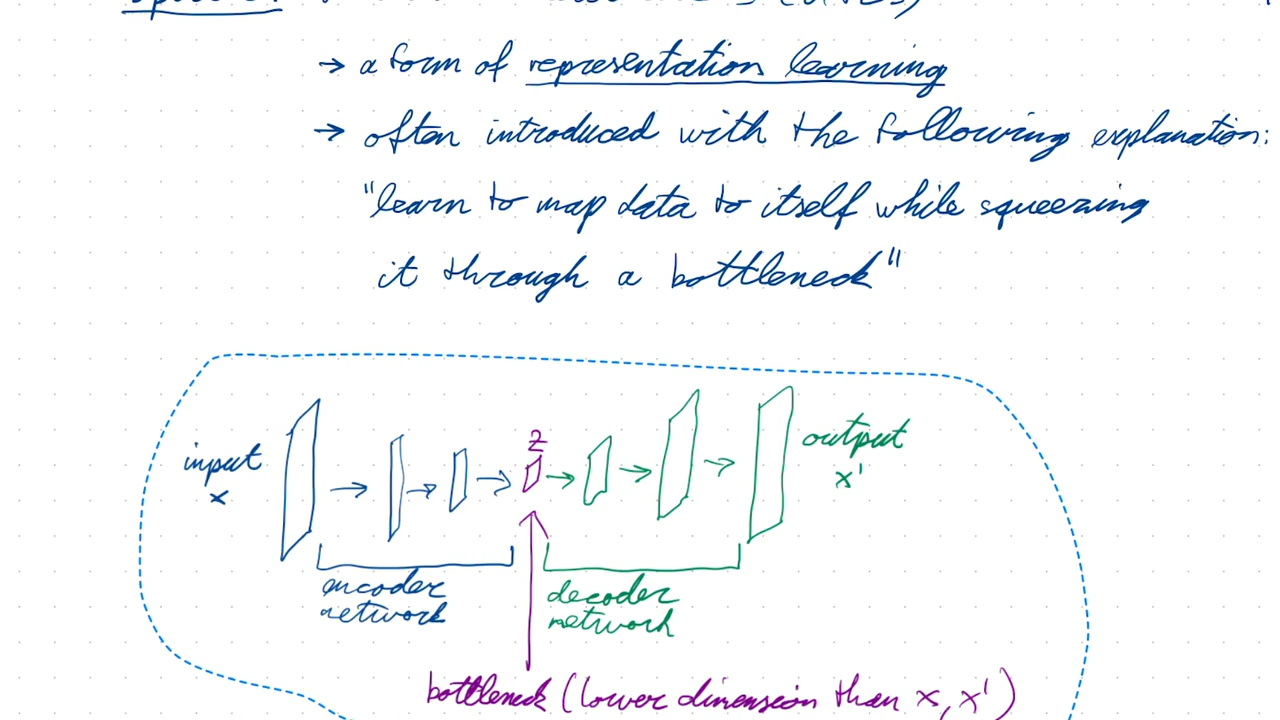 → a form of representation learning
→ often introduced with the following explanation:
"learn to map data to itself while squeezing
it through a bottleneck"
input
x
z
output
x'
encoder
network
decoder
network
bottleneck (lower dimension than x, x')